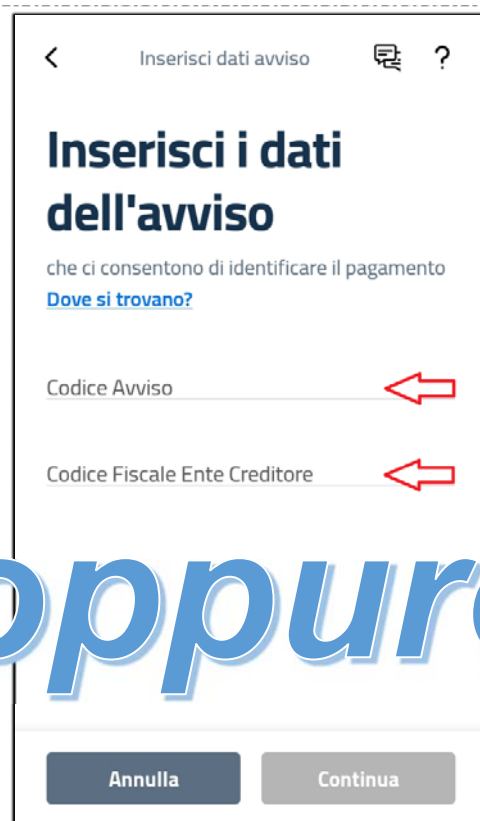 Inserisci dati avviso
?
Inserisci i dati
dell'avviso
che ci consentono di identificare il pagamento
Dove si trovano?
Codice Avviso
Codice Fiscale Ente Creditore
oppure
Annulla
Continua